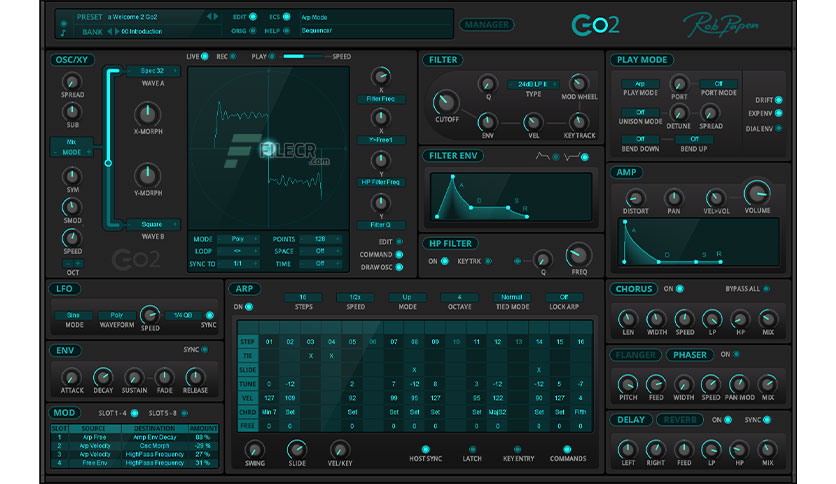 PRESET a Welcome 2 Go2
EDIT ECS Arp Mode
BANK 00 Introduction
ORIG HELP Sequencer
MANAGER
Go2
Rob Papen
OSC/XY
LIVE REC PLAY SPEED
SPREAD
SUB
Mix
- MODE +
SYM
SMOD
SPEED
- +
OCT
Spec 32
WAVE A
X-MORPH
Y-MORPH
Square
WAVE B
Go2
FILECR
.com
X
Filter Freq
X
Y>Free1
Y
HP Filter Freq
Y
Filter Q
MODE - Poly + POINTS - 128 +
LOOP - <> + SPACE - Off +
SYNC TO - 1/1 + TIME - Off +
EDIT
COMMAND
DRAW OSC
FILTER
CUTOFF
Q
24dB LP II
TYPE
MOD WHEEL
ENV VEL KEY TRACK
FILTER ENV
A D S R
HP FILTER
ON KEYTRK
Q FREQ
PLAY MODE
Arp Off
PLAY MODE PORT PORT MODE
Off
UNISON MODE DETUNE SPREAD
Off Off
BEND DOWN BEND UP
DRIFT
EXP ENV
DIAL ENV
AMP
DISTORT PAN VEL>VOL VOLUME
A D S R
LFO
Sine Poly 1/4 QB
MODE WAVEFORM SPEED SYNC
ENV SYNC
ATTACK DECAY SUSTAIN FADE RELEASE
MOD SLOT 1 - 4 SLOT 5 - 8
SLOT SOURCE DESTINATION AMOUNT
1 Arp Free Amp Env Decay 88 %
2 Arp Velocity Osc Morph -29 %
3 Arp Velocity HighPass Frequency 27 %
4 Free Env HighPass Frequency 31 %
ARP
ON
16 1/2x Up 4 Normal Off
STEPS SPEED MODE OCTAVE TIED MODE LOCK ARP
STEP 01 02 03 04 05 06 07 08 09 10 11 12 13 14 15 16
TIE X X
SLIDE X X
TUNE 0 -12 2 7 -12 8 3 -12 0 5 -7
VEL 127 109 92 99 95 127 85 122 90 127 127 4
CHRD Min 7 Set Set Set Set Set Maj32 Set Set Set Fifth
FREE 0 0 0 0 0 0 0 0 0 0 0 0
SWING SLIDE VEL/KEY
HOST SYNC LATCH KEY ENTRY COMMANDS
CHORUS ON BYPASS ALL
LEN WIDTH SPEED LP HP MIX
FLANGER PHASER ON
PITCH FEED WIDTH SPEED PAN MOD MIX
DELAY REVERB ON SYNC
LEFT RIGHT FEED LP HP MIX